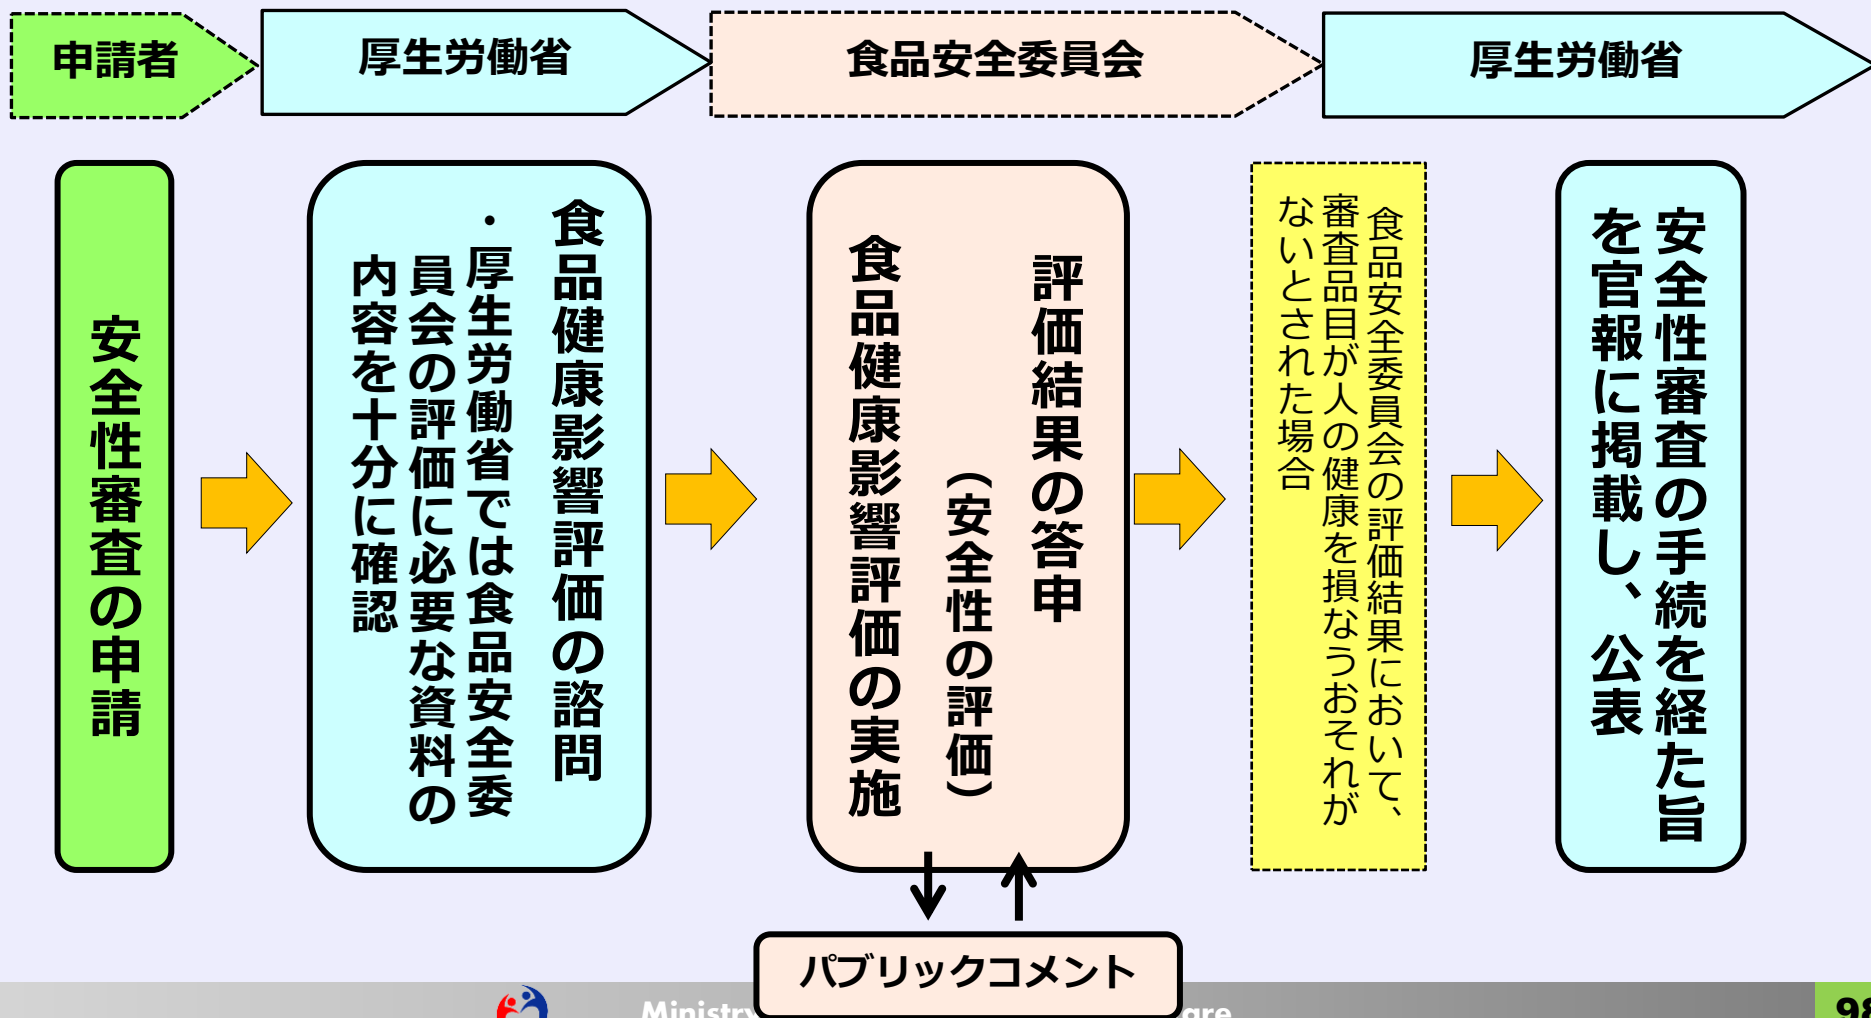 申請者
厚生労働省
食品安全委員会
厚生労働省
安全性審査の申請
食品健康影響評価の諮問
・厚生労働省では食品安全委
員会の評価に必要な資料の
内容を十分に確認
評価結果の答申
（安全性の評価）
食品健康影響評価の実施
食品安全委員会の評価結果において、
審査品目が人の健康を損なうおそれが
ないとされた場合
安全性審査の手続を経た旨
を官報に掲載し、公表
パブリックコメント
98